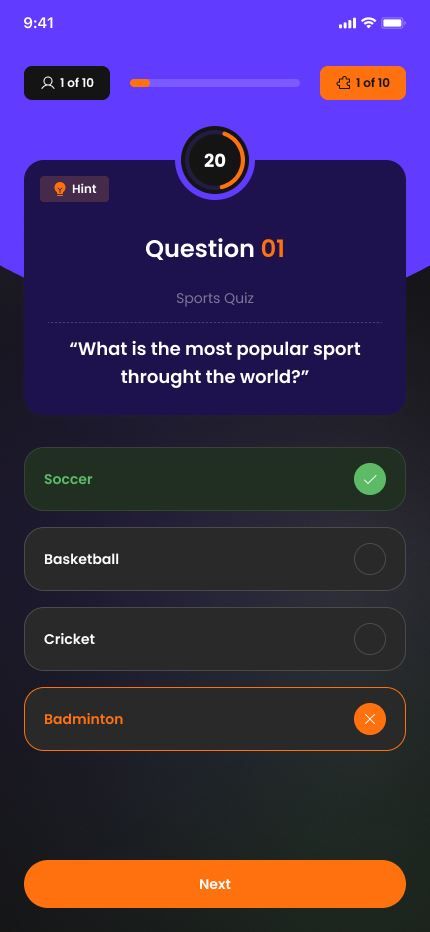 9:41
1 of 10
1 of 10
20
Hint
Question 01
Sports Quiz
“What is the most popular sport
throught the world?”
Soccer
Basketball
Cricket
Badminton
Next